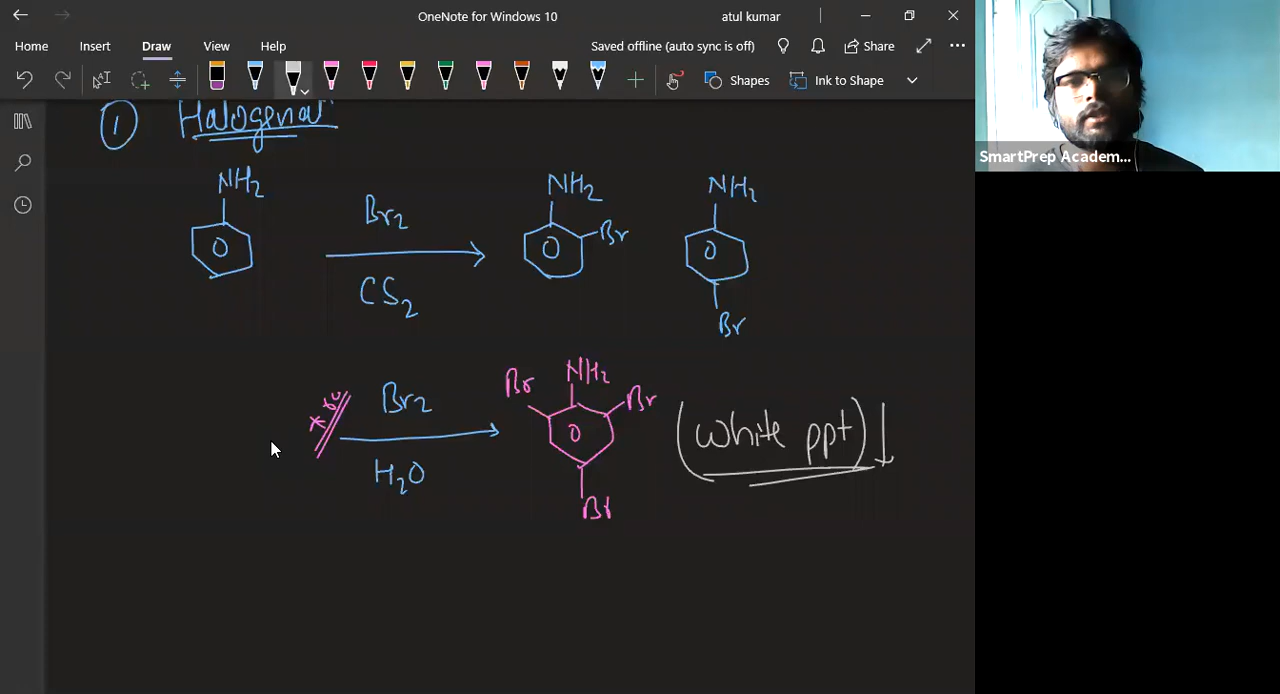 OneNote for Windows 10
atul kumar
Home Insert Draw View Help
Saved offline (auto sync is off)
Share
Shapes
Ink to Shape
SmartPrep Academ...
1 Halogenat
NH2
Br2
CS2
NH2
Br
NH2
Br
Br2
H2O
NH2
Br
Br
Br
(white ppt)↓